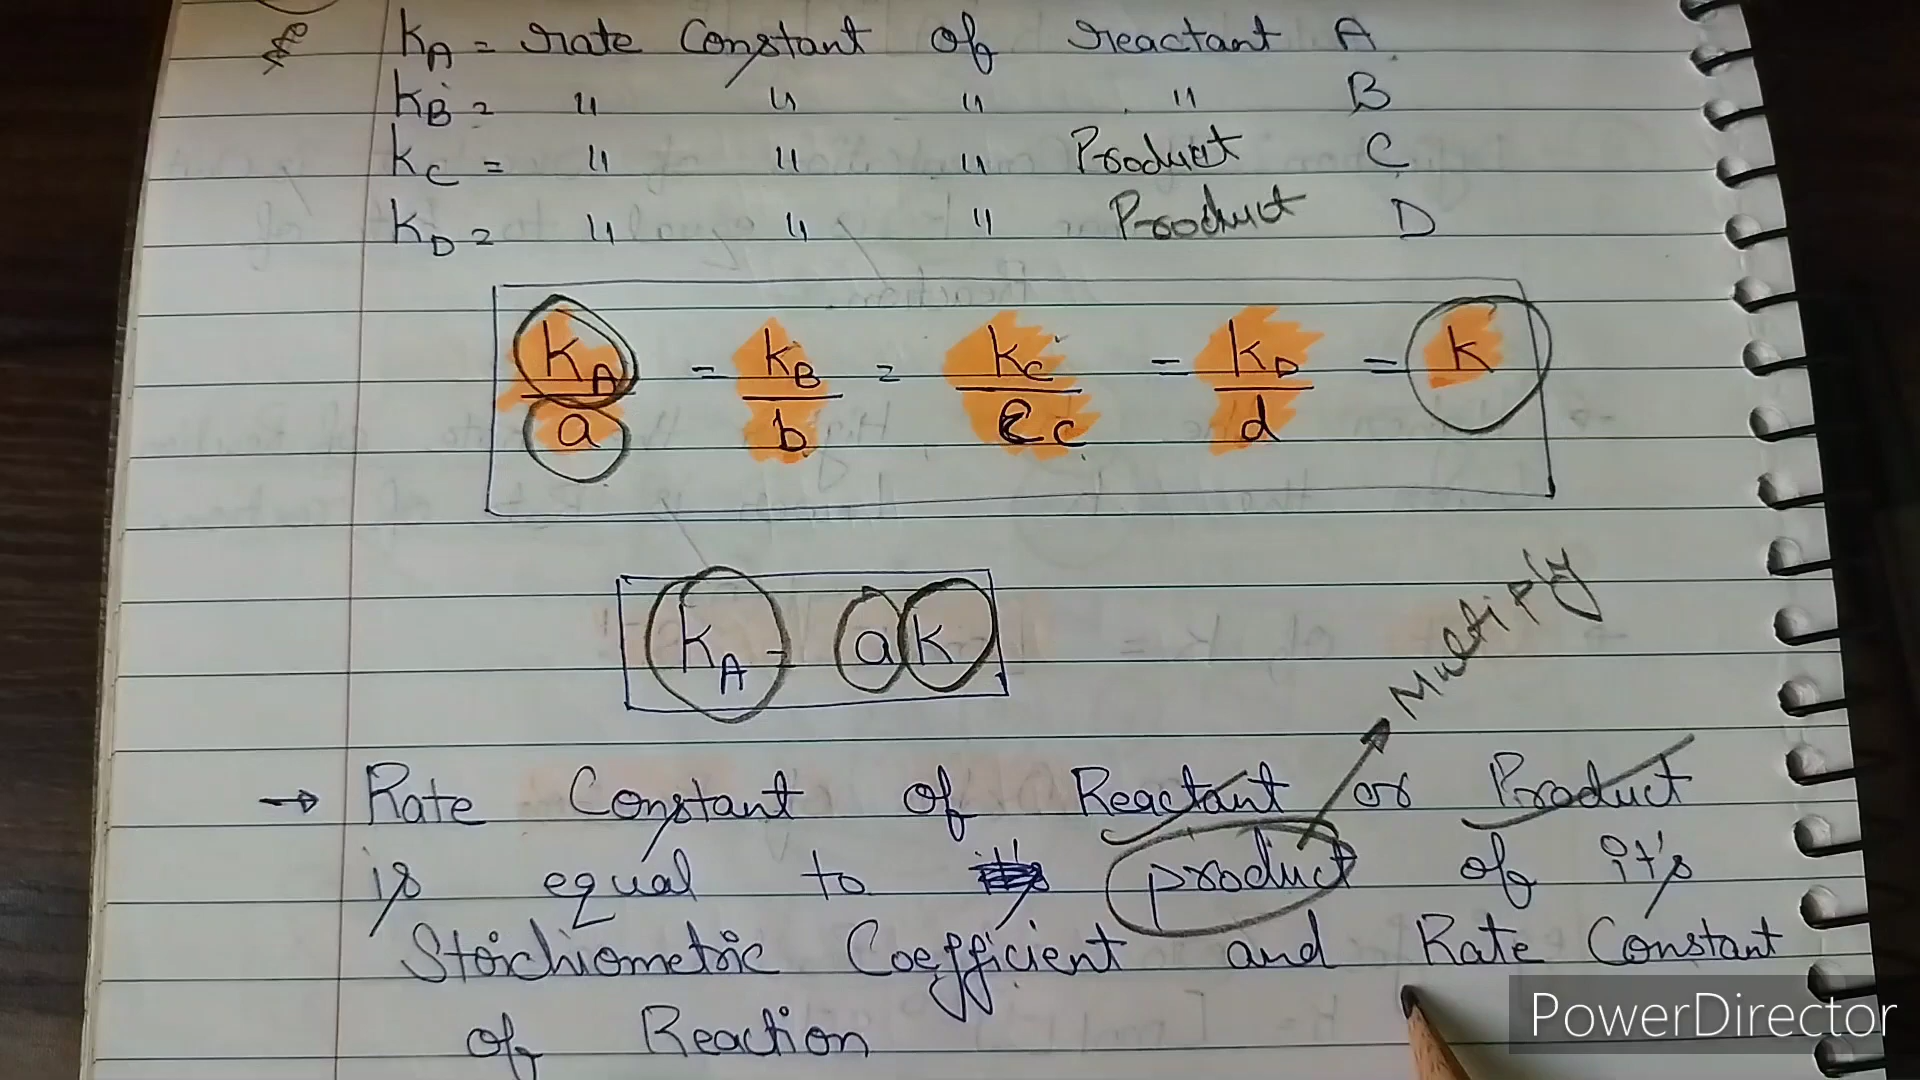 kA = rate Constant of reactant A
kB = " " " " B
kC = " " " Product C
kD = " " " Product D
kA/a = kB/b = kc/c = kD/d = k
kA = ak
Multiply
→ Rate Constant of Reactant or Product
is equal to product of it's
Stoichiometric Coefficient and Rate Constant
of Reaction
PowerDirector